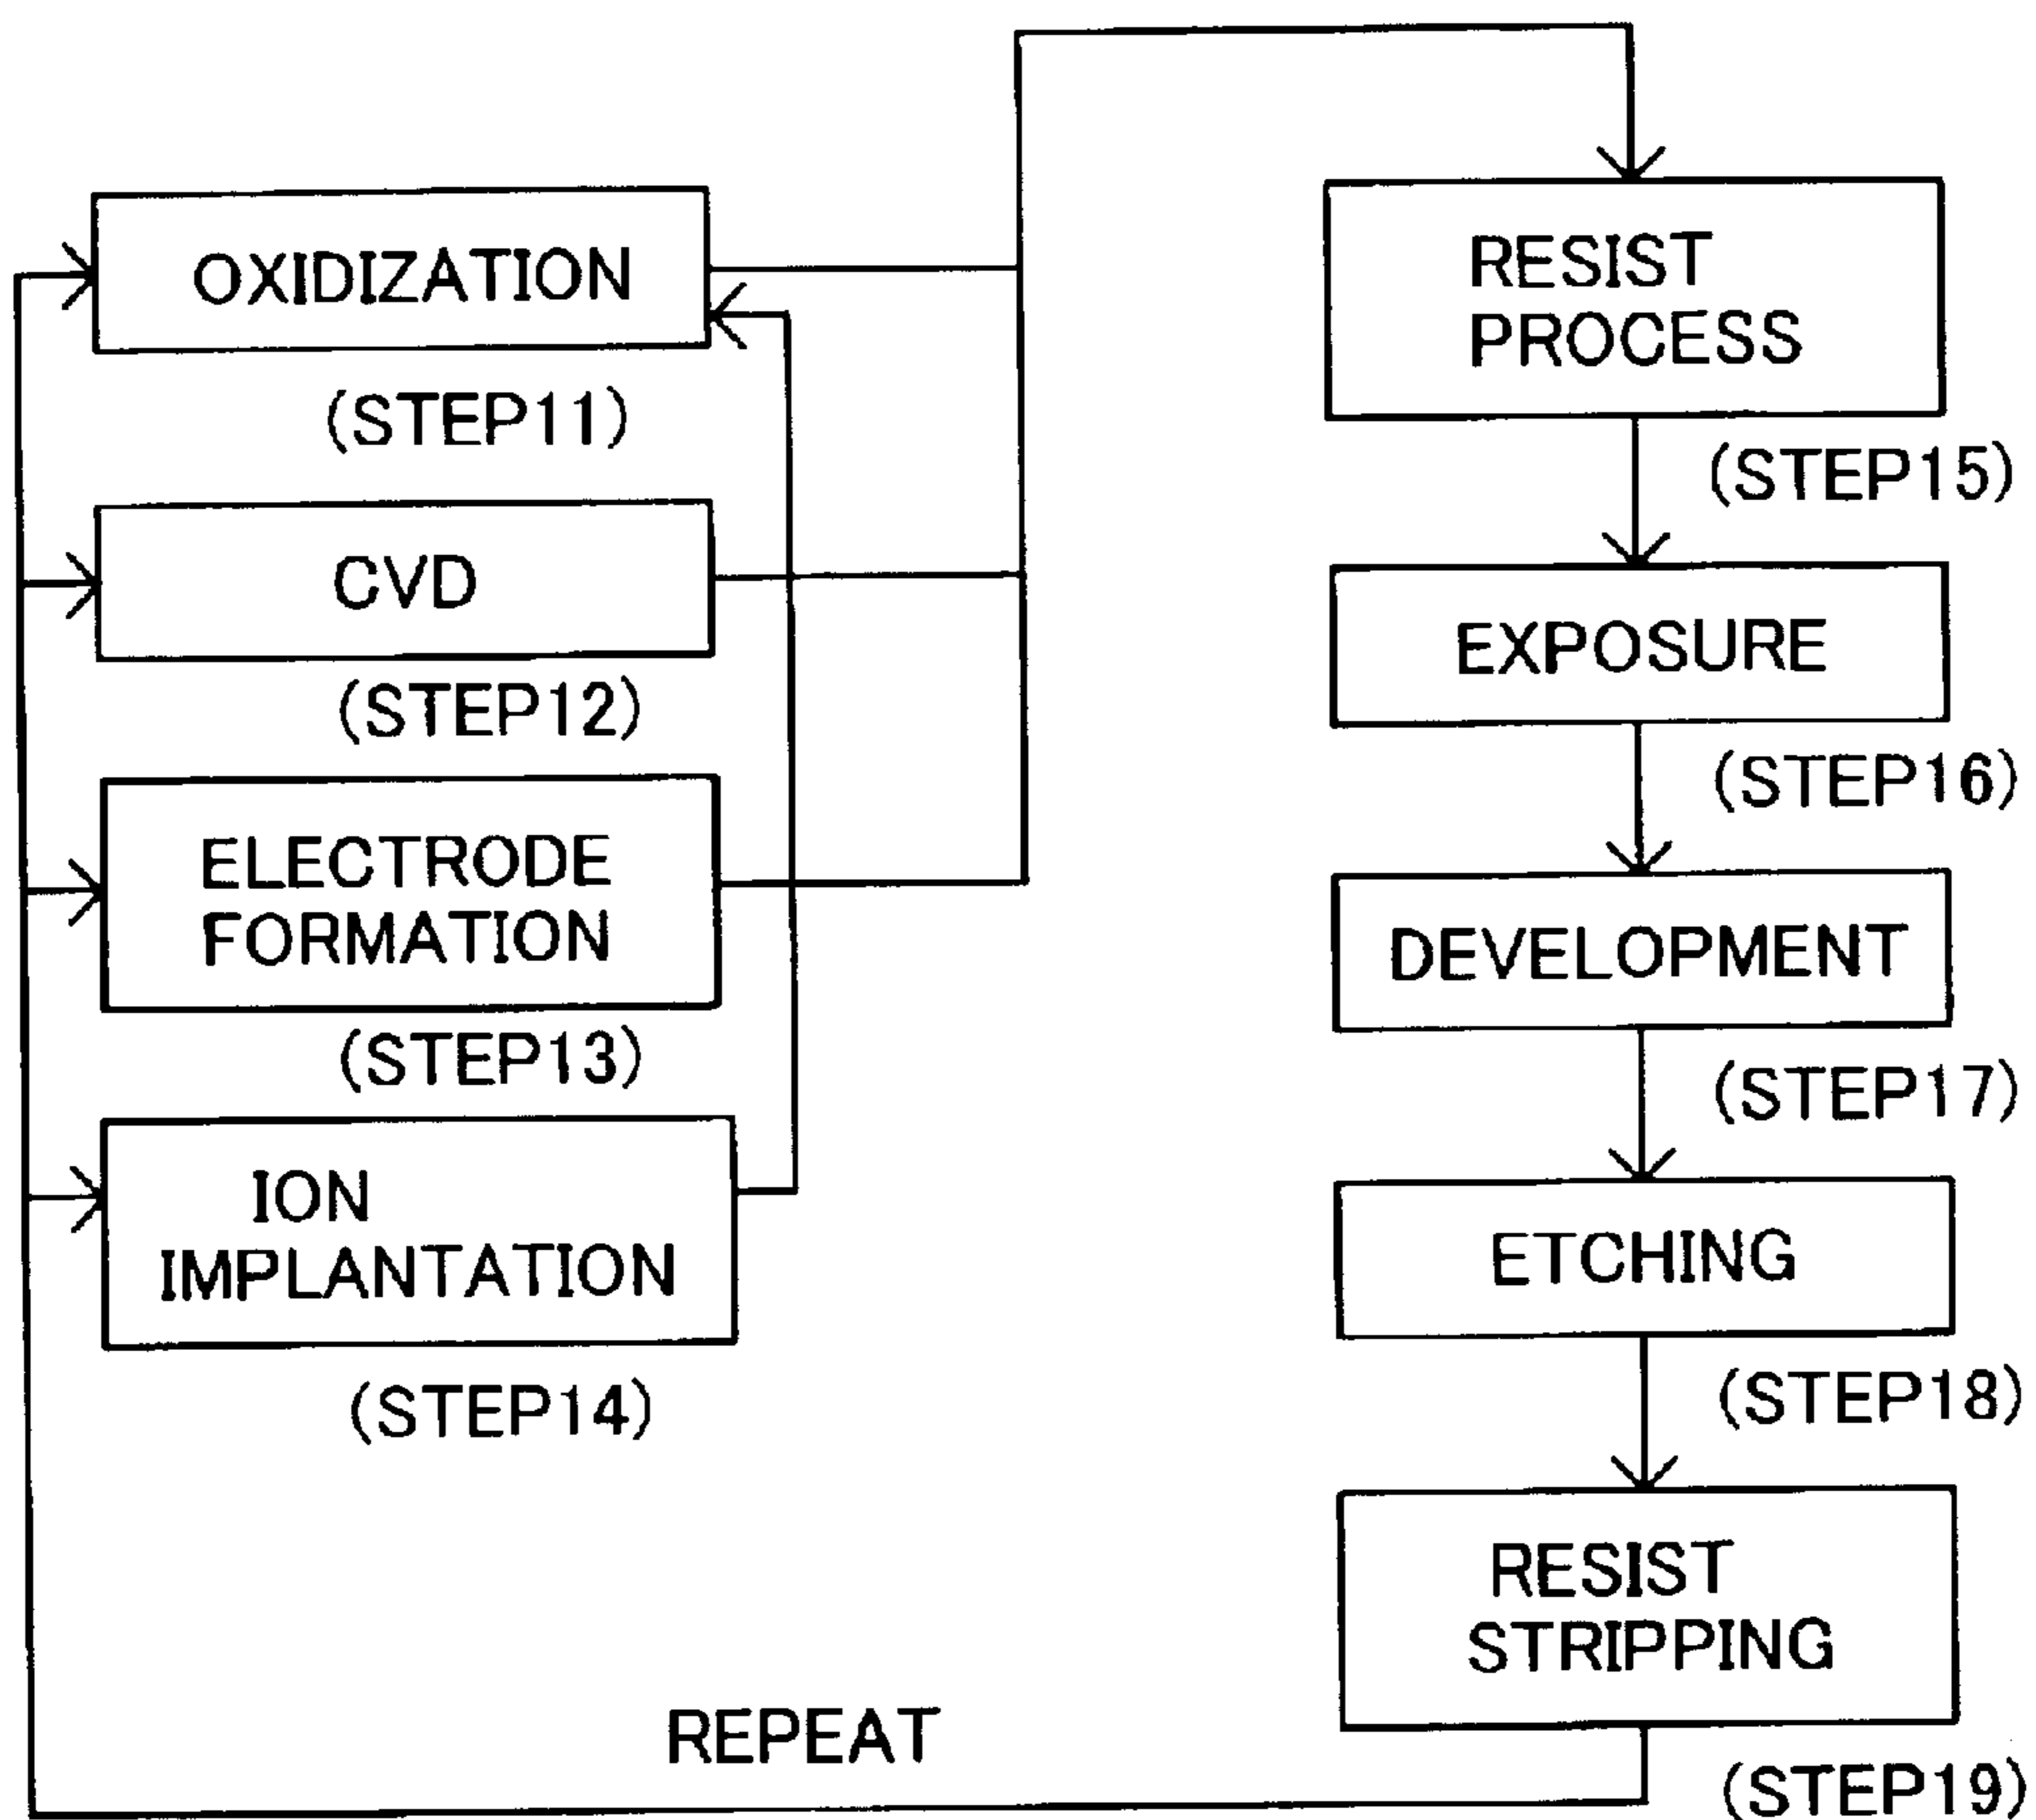 OXIDIZATION
(STEP11)
CVD
(STEP12)
ELECTRODE
FORMATION
(STEP13)
ION
IMPLANTATION
(STEP14)
RESIST
PROCESS
(STEP15)
EXPOSURE
(STEP16)
DEVELOPMENT
(STEP17)
ETCHING
(STEP18)
RESIST
STRIPPING
(STEP19)
REPEAT